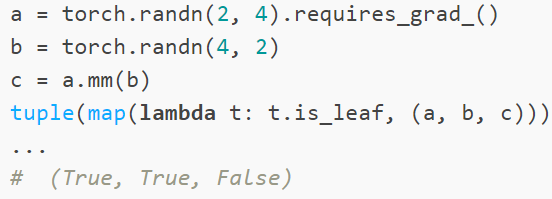 a = torch.randn(2, 4).requires_grad_()
b = torch.randn(4, 2)
c = a.mm(b)
tuple(map(lambda t: t.is_leaf, (a, b, c)))
...
#  (True, True, False)